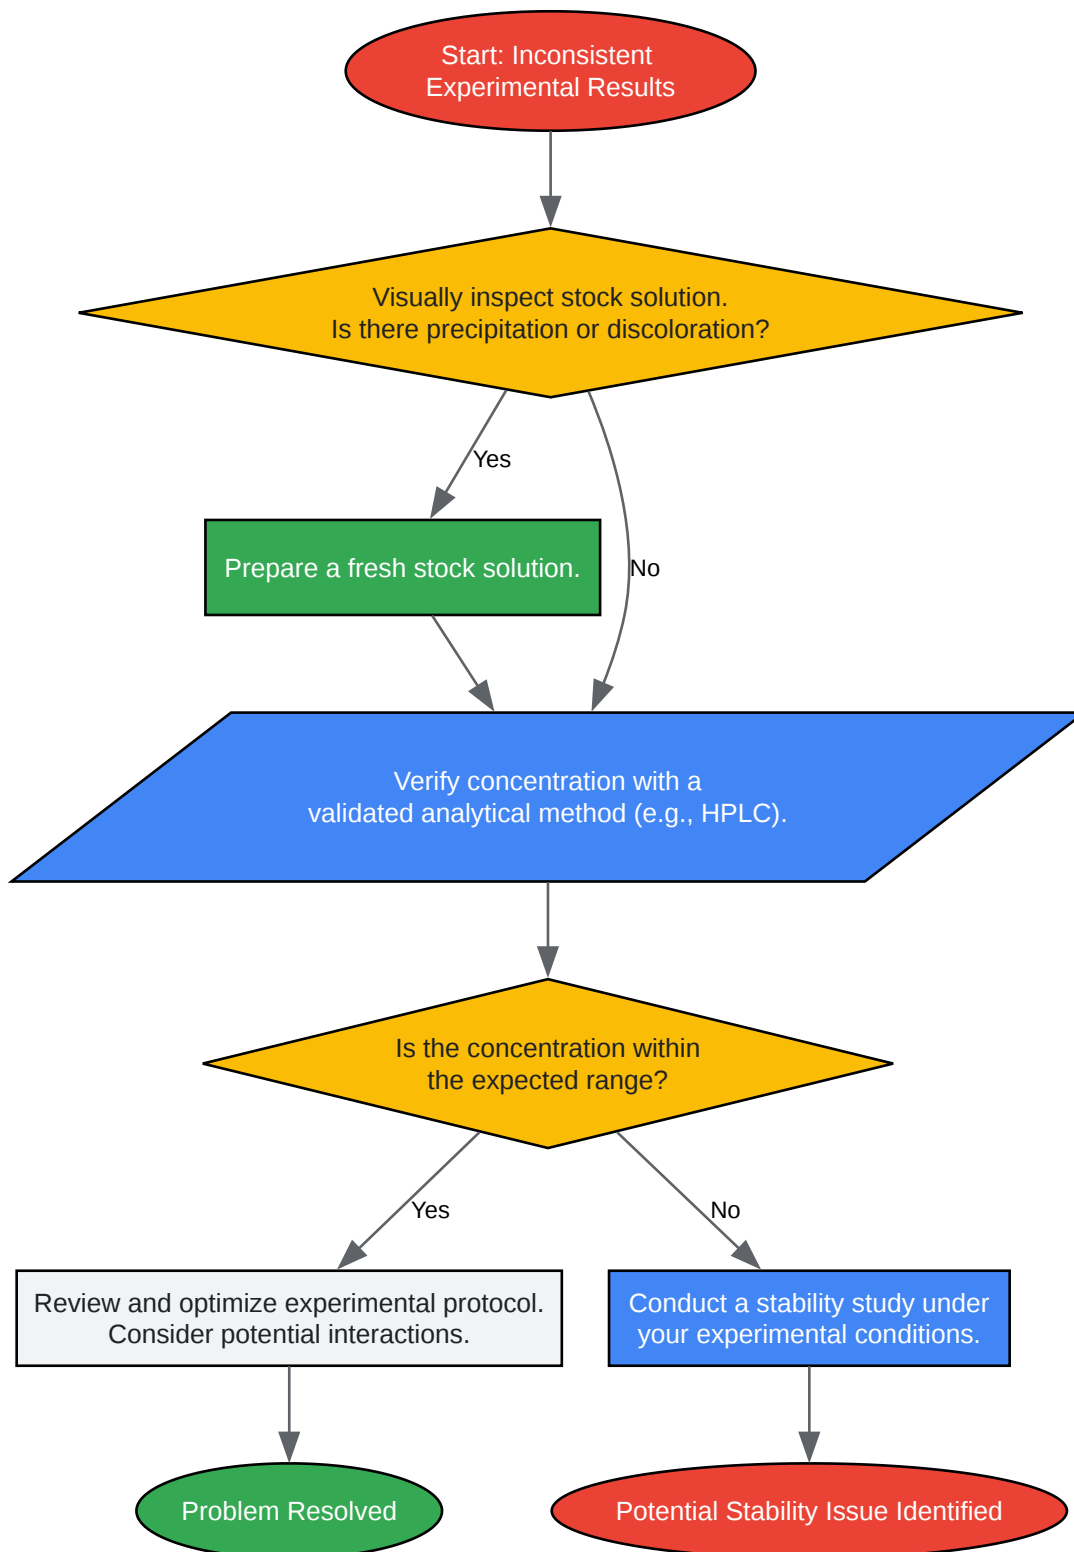 Start: Inconsistent
Experimental Results
Visually inspect stock solution.
Is there precipitation or discoloration?
Yes
Prepare a fresh stock solution.
No
Verify concentration with a
validated analytical method (e.g., HPLC).
Is the concentration within
the expected range?
Yes
No
Review and optimize experimental protocol.
Consider potential interactions.
Conduct a stability study under
your experimental conditions.
Problem Resolved
Potential Stability Issue Identified